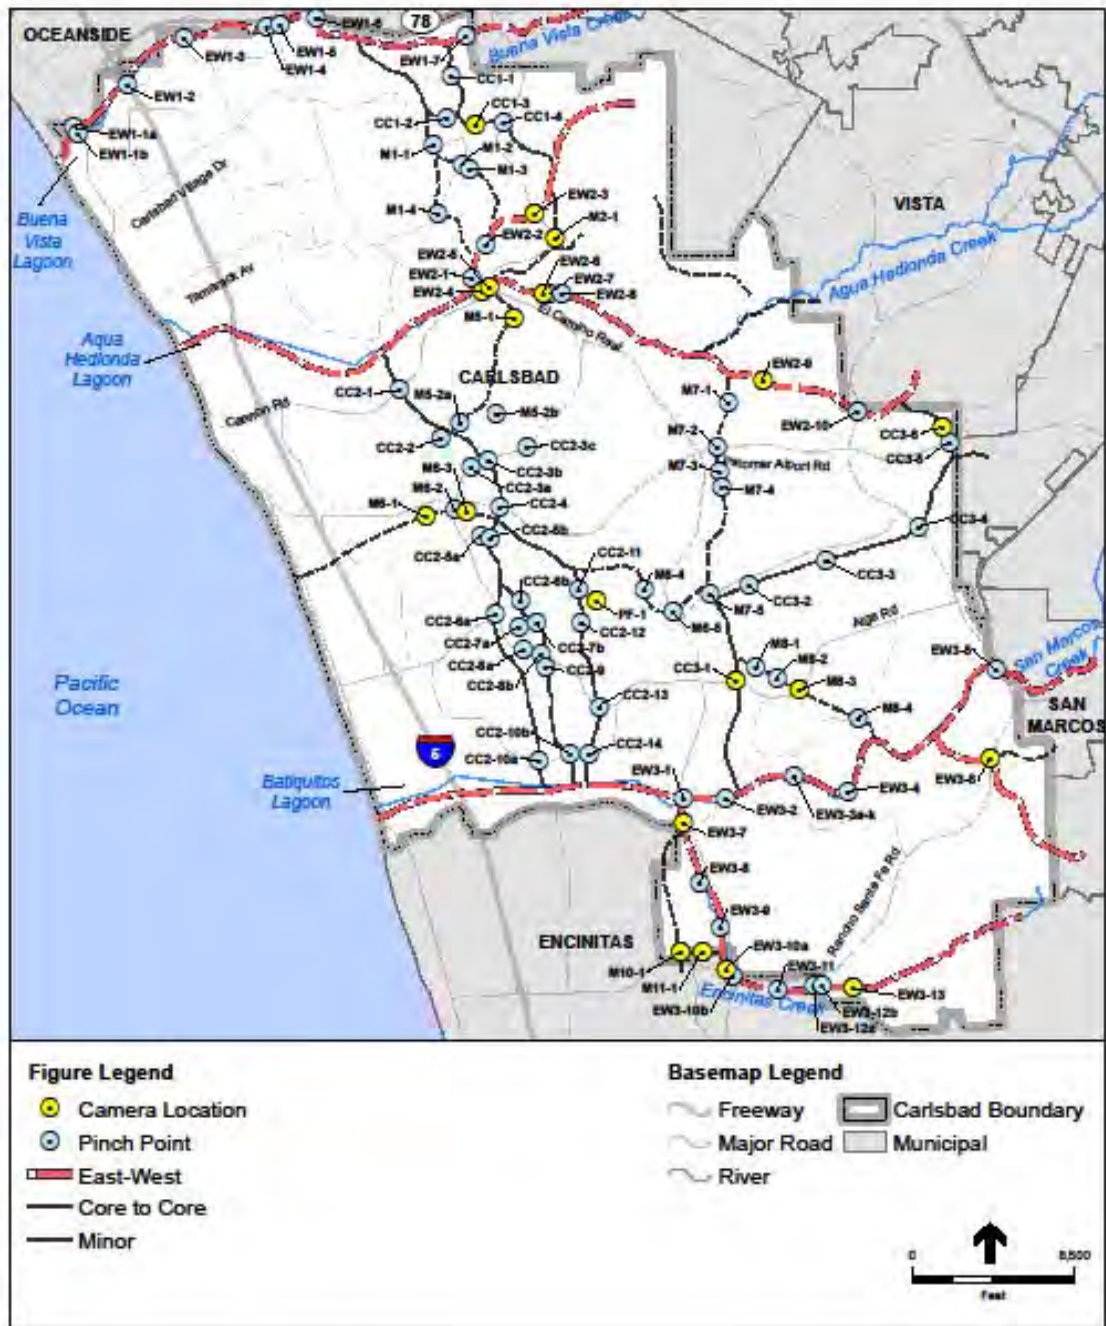 OCEANSIDE
78
Buena Vista Creek
EW1-6
EW1-3
EW1-5
EW1-4
EW1-7
EW1-2
CC1-1
CC1-3
CC1-2
CC1-4
EW1-1a
EW1-1b
M1-1
M1-2
M1-3
Carlsbad Village Dr
Buena
Vista
Lagoon
M1-4
EW2-3
EW2-2
M2-1
VISTA
Agua Hedionda Creek
EW2-5
EW2-1
EW2-4
EW2-6
EW2-7
EW2-8
Tamarack Av
M5-1
El Camino Real
Aqua
Hedionda
Lagoon
CARLSBAD
CC2-1
M5-2a
M5-2b
M7-1
EW2-9
EW2-10
Cannon Rd
CC2-2
CC2-3c
CC2-3b
CC2-3a
M7-2
M7-3
M7-4
Airport Rd
CC3-6
CC3-5
M6-3
M6-2
M6-1
CC2-4
CC2-5b
CC2-5a
CC3-4
CC2-11
CC2-6b
M6-4
CC3-3
CC3-2
PF-1
M7-5
M6-5
CC2-6a
CC2-12
Alga Rd
CC2-7a
CC2-7b
CC2-8a
CC2-9
CC2-8b
CC3-1
M8-1
M8-2
M8-3
M8-4
EW3-5
San Marcos
Creek
SAN
MARCOS
Pacific
Ocean
CC2-13
CC2-10b
CC2-10a
CC2-14
5
EW3-1
EW3-6
Batiquitos
Lagoon
EW3-2
EW3-4
EW3-3a-k
EW3-7
EW3-8
Rancho Santa Fe Rd
EW3-9
ENCINITAS
EW3-10a
M10-1
M11-1
EW3-11
EW3-13
Encinitas Creek
EW3-10b
EW3-12b
EW3-12a
Figure Legend
Camera Location
Pinch Point
East-West
Core to Core
Minor
Basemap Legend
Freeway
Carlsbad Boundary
Major Road
Municipal
River
0
Feet